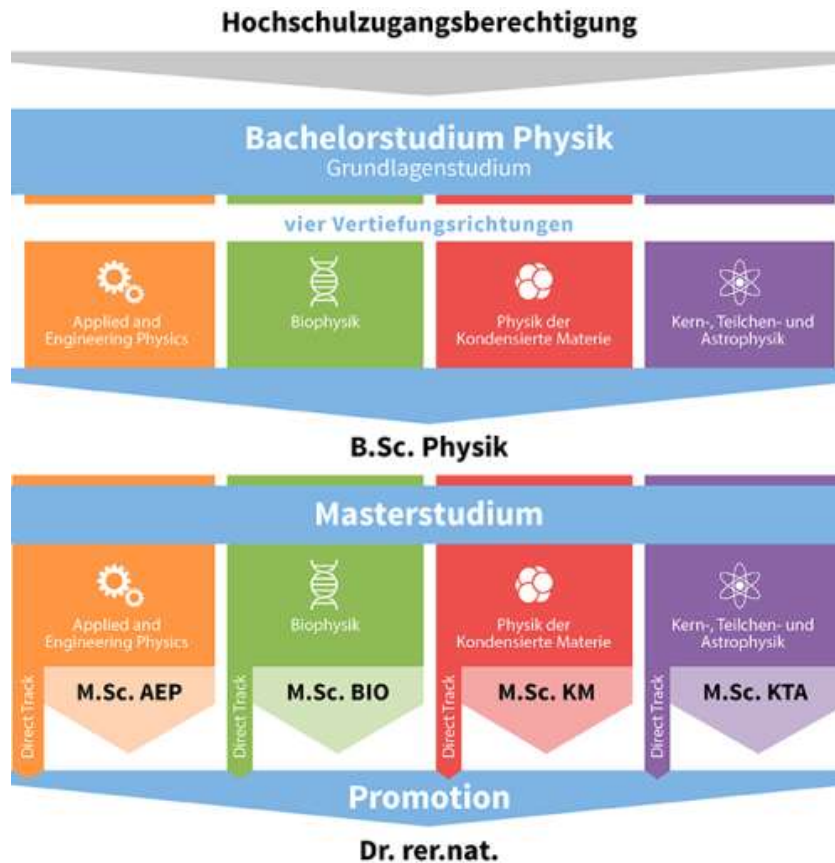 Hochschulzugangsberechtigung
Bachelorstudium Physik
Grundlagenstudium
vier Vertiefungsrichtungen
Applied and
Engineering Physics
Biophysik
Physik der
Kondensierte Materie
Kern-, Teilchen- und
Astrophysik
B.Sc. Physik
Masterstudium
Applied and
Engineering Physics
Biophysik
Physik der
Kondensierte Materie
Kern-, Teilchen- und
Astrophysik
Direct Track
M.Sc. AEP
Direct Track
M.Sc. BIO
Direct Track
M.Sc. KM
Direct Track
M.Sc. KTA
Promotion
Dr. rer.nat.